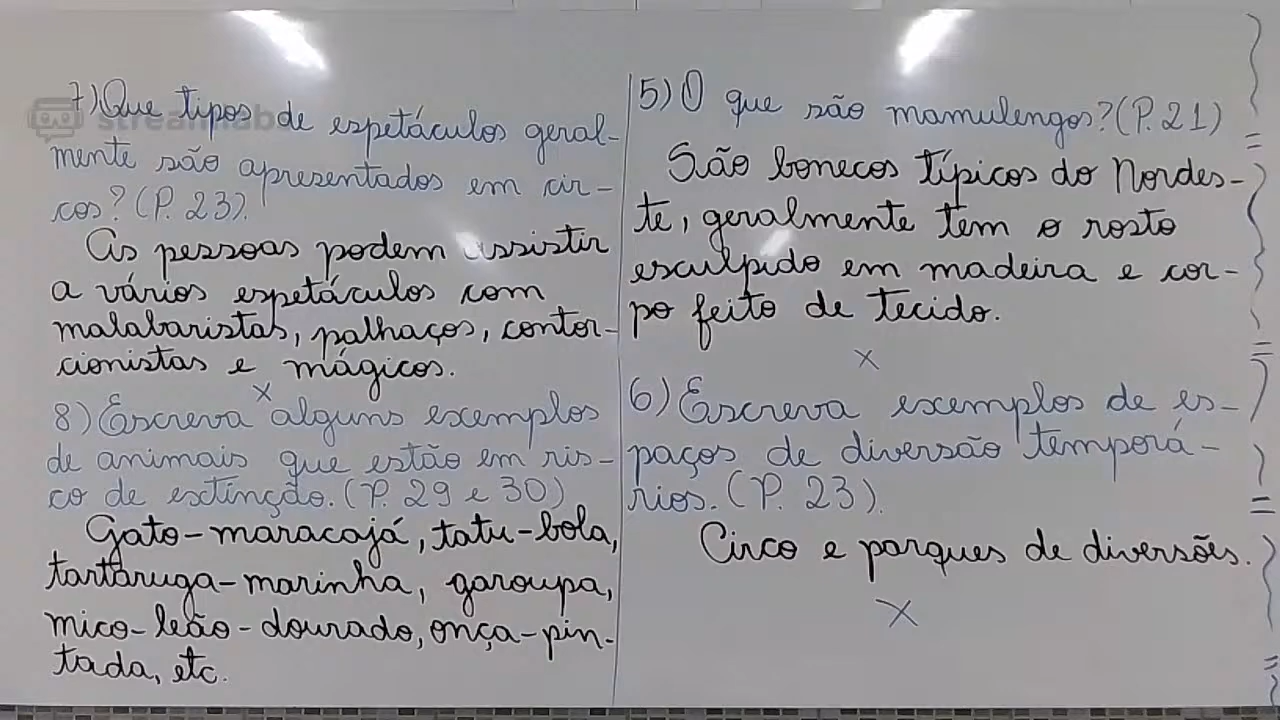 7) Que tipos de espetáculos geral-
mente são apresentados em cir-
cos? (P. 23).
As pessoas podem assistir
a vários espetáculos com
malabaristas, palhaços, contor-
cionistas e mágicos.
x
8) Escreva alguns exemplos
de animais que estão em ris-
co de extinção. (P. 29 e 30)
Gato-maracajá, tatu-bola,
tartaruga-marinha, garoupa,
mico-leão-dourado, onça-pin-
tada, etc.
5) O que são mamulengos? (P. 21)
São bonecos típicos do Nordes-
te, geralmente tem o rosto
esculpido em madeira e cor-
po feito de tecido.
x
6) Escreva exemplos de es-
paços de diversão temporá-
rios. (P. 23).
Circo e parques de diversões.
X
streamlabs